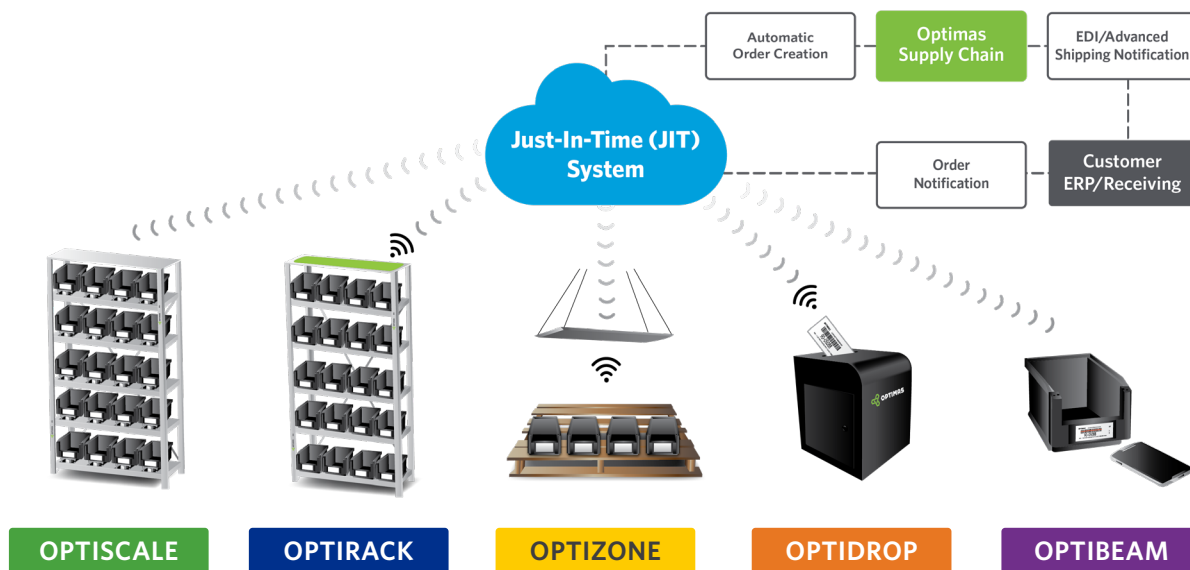 Automatic
Order Creation
Optimas
Supply Chain
EDI/Advanced
Shipping Notification
Just-In-Time (JIT)
System
Order
Notification
Customer
ERP/Receiving
OPTIMAS
OPTISCALE
OPTIRACK
OPTIZONE
OPTIDROP
OPTIBEAM